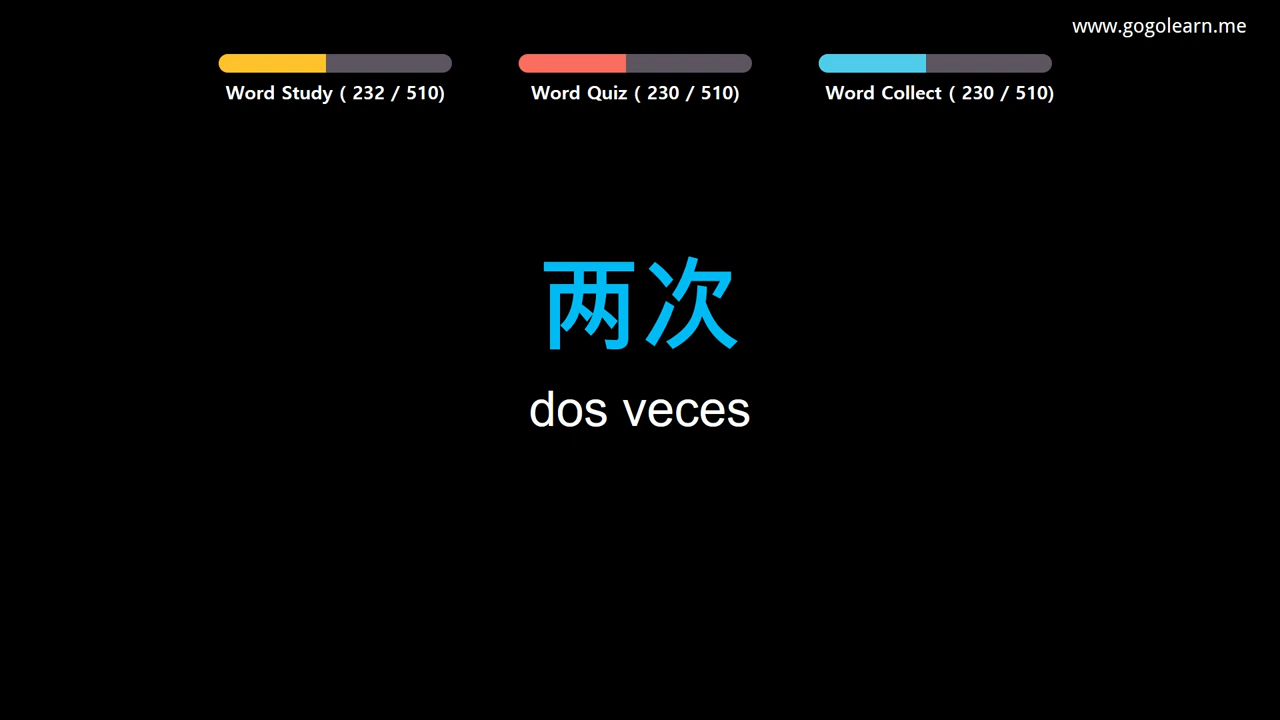 www.gogolearn.me
Word Study ( 232 / 510)
Word Quiz ( 230 / 510)
Word Collect ( 230 / 510)
两次
dos veces